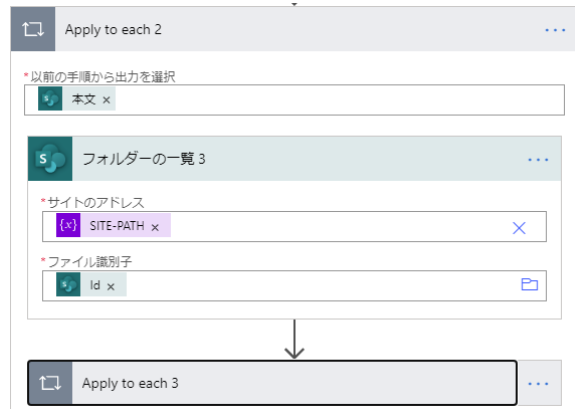 Apply to each 2
*以前の手順から出力を選択
本文 ×
フォルダーの一覧 3
*サイトのアドレス
{x} SITE-PATH ×
*ファイル識別子
Id ×
Apply to each 3